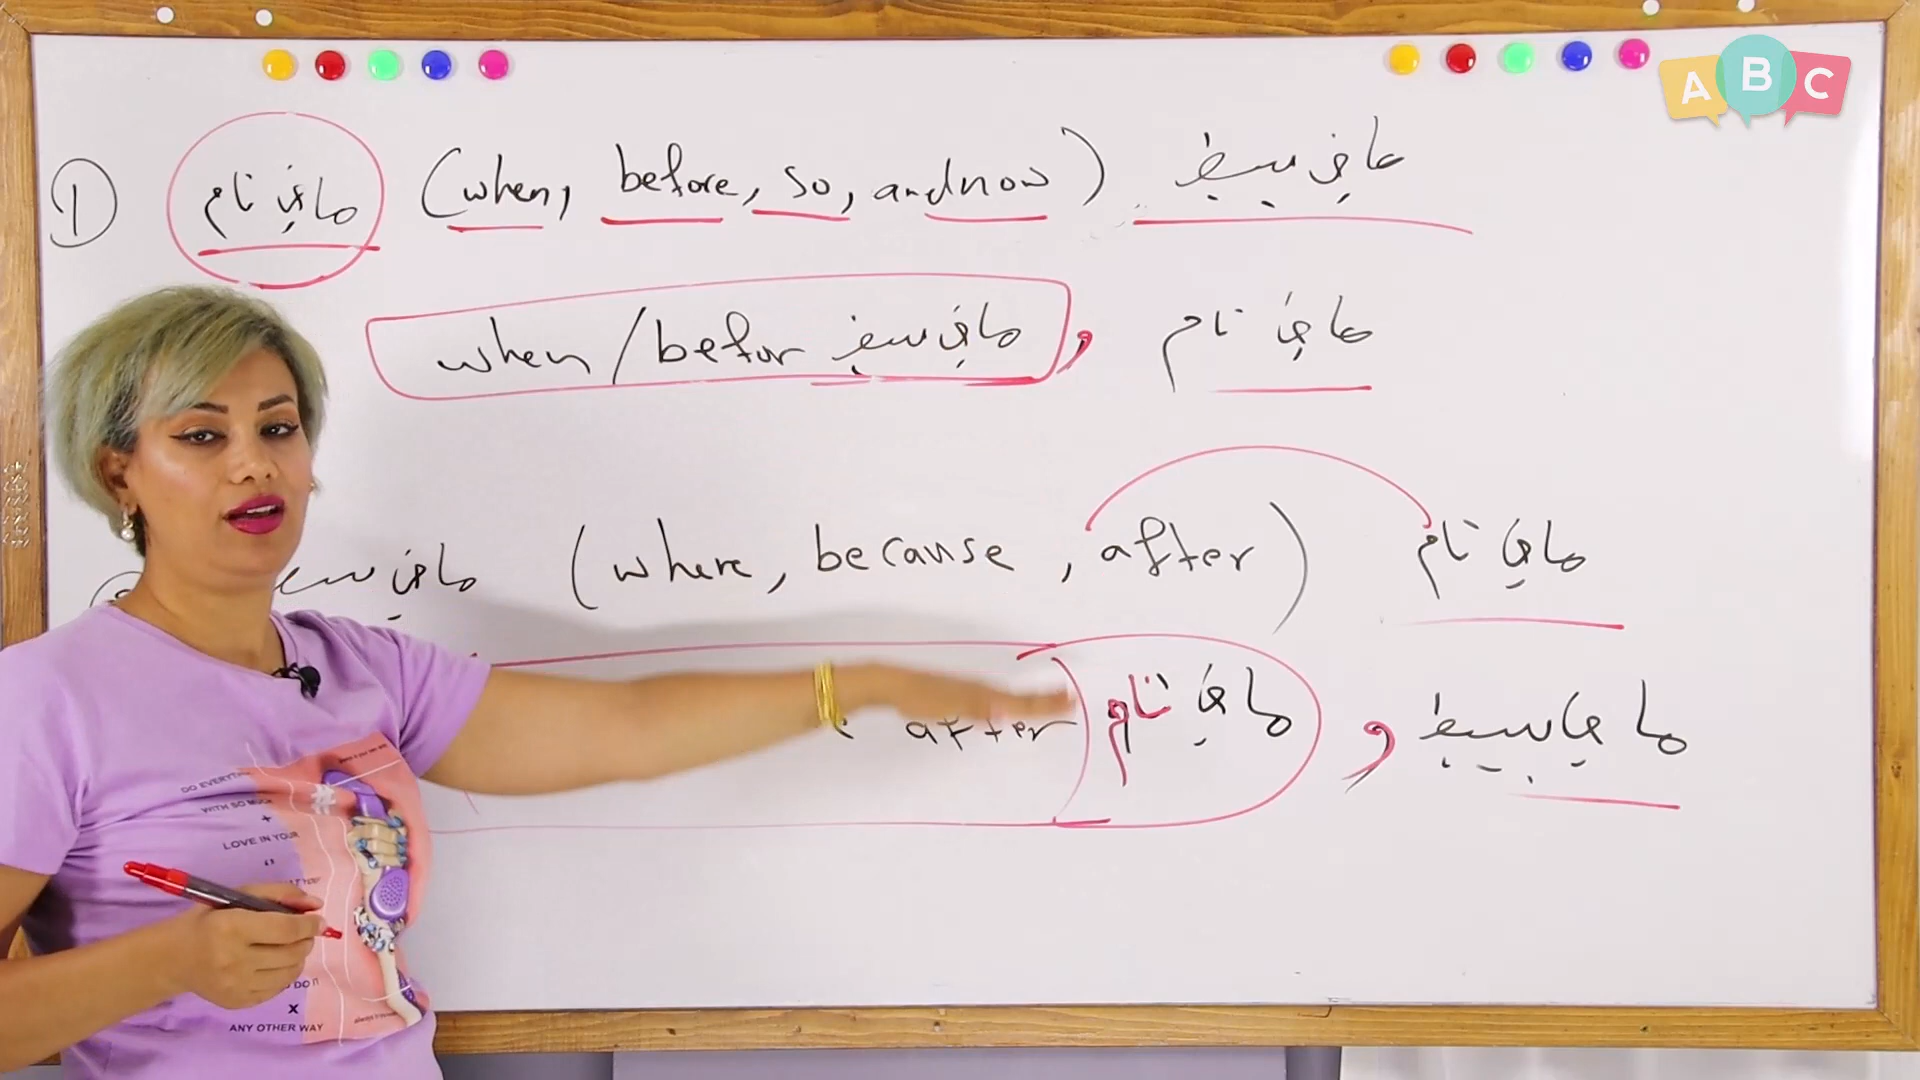 ① ماضی تام (when, before, so, and now) ماضی بسیط
when / befor ماضی بسیط , ماضی تام
ماضی (where, because, after) ماضی تام
after ماضی تام , ماضی بسیط
A B C
DO EVERYTHING
WITH SO MUCH
+
LOVE IN YOUR
DO IT
X
ANY OTHER WAY